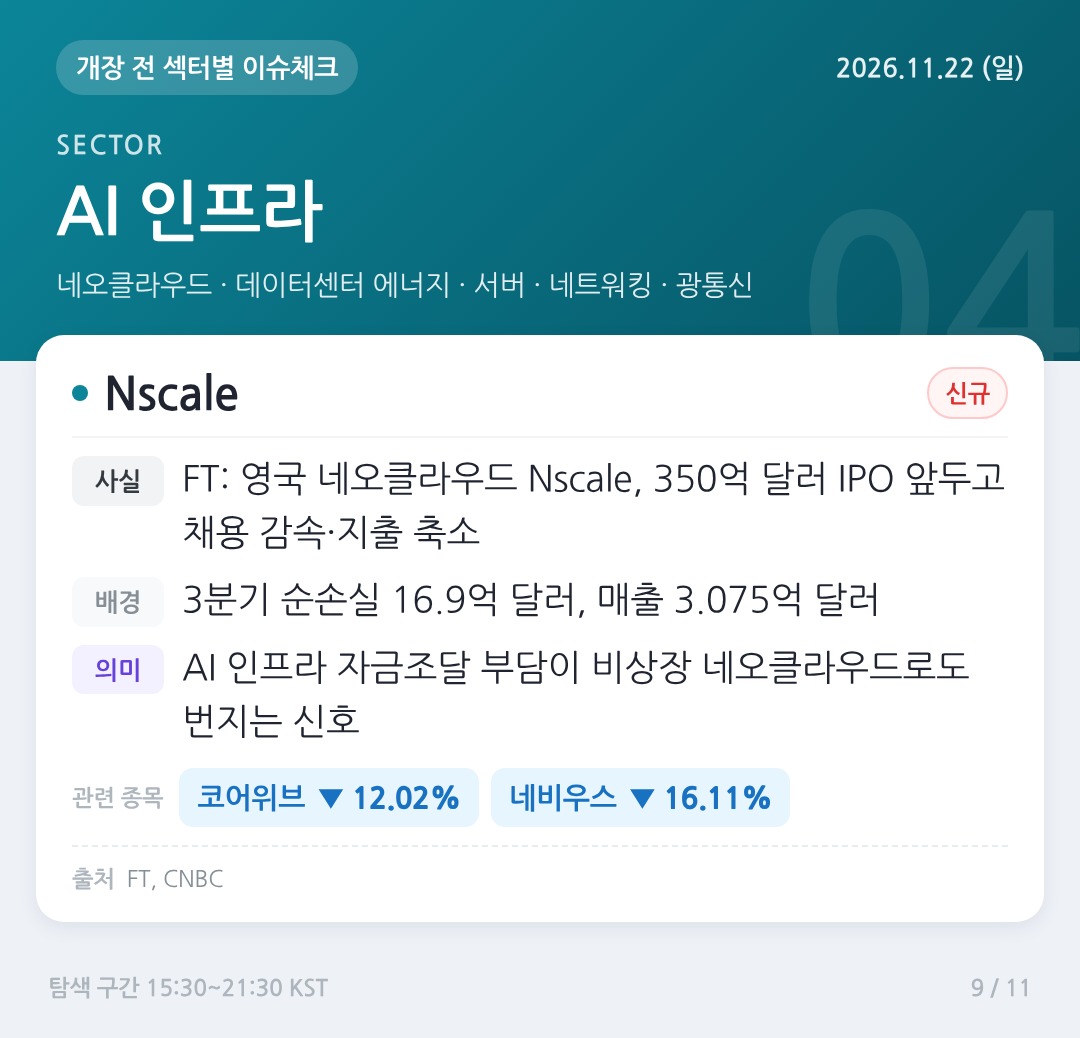 개장 전 섹터별 이슈체크
2026.11.22 (일)
SECTOR
AI 인프라
네오클라우드 · 데이터센터 에너지 · 서버 · 네트워킹 · 광통신
04
Nscale
신규
사실 FT: 영국 네오클라우드 Nscale, 350억 달러 IPO 앞두고
채용 감속·지출 축소
배경 3분기 순손실 16.9억 달러, 매출 3.075억 달러
의미 AI 인프라 자금조달 부담이 비상장 네오클라우드로도
번지는 신호
관련 종목 코어위브 ▼ 12.02% 네비우스 ▼ 16.11%
출처 FT, CNBC
탐색 구간 15:30~21:30 KST
9 / 11